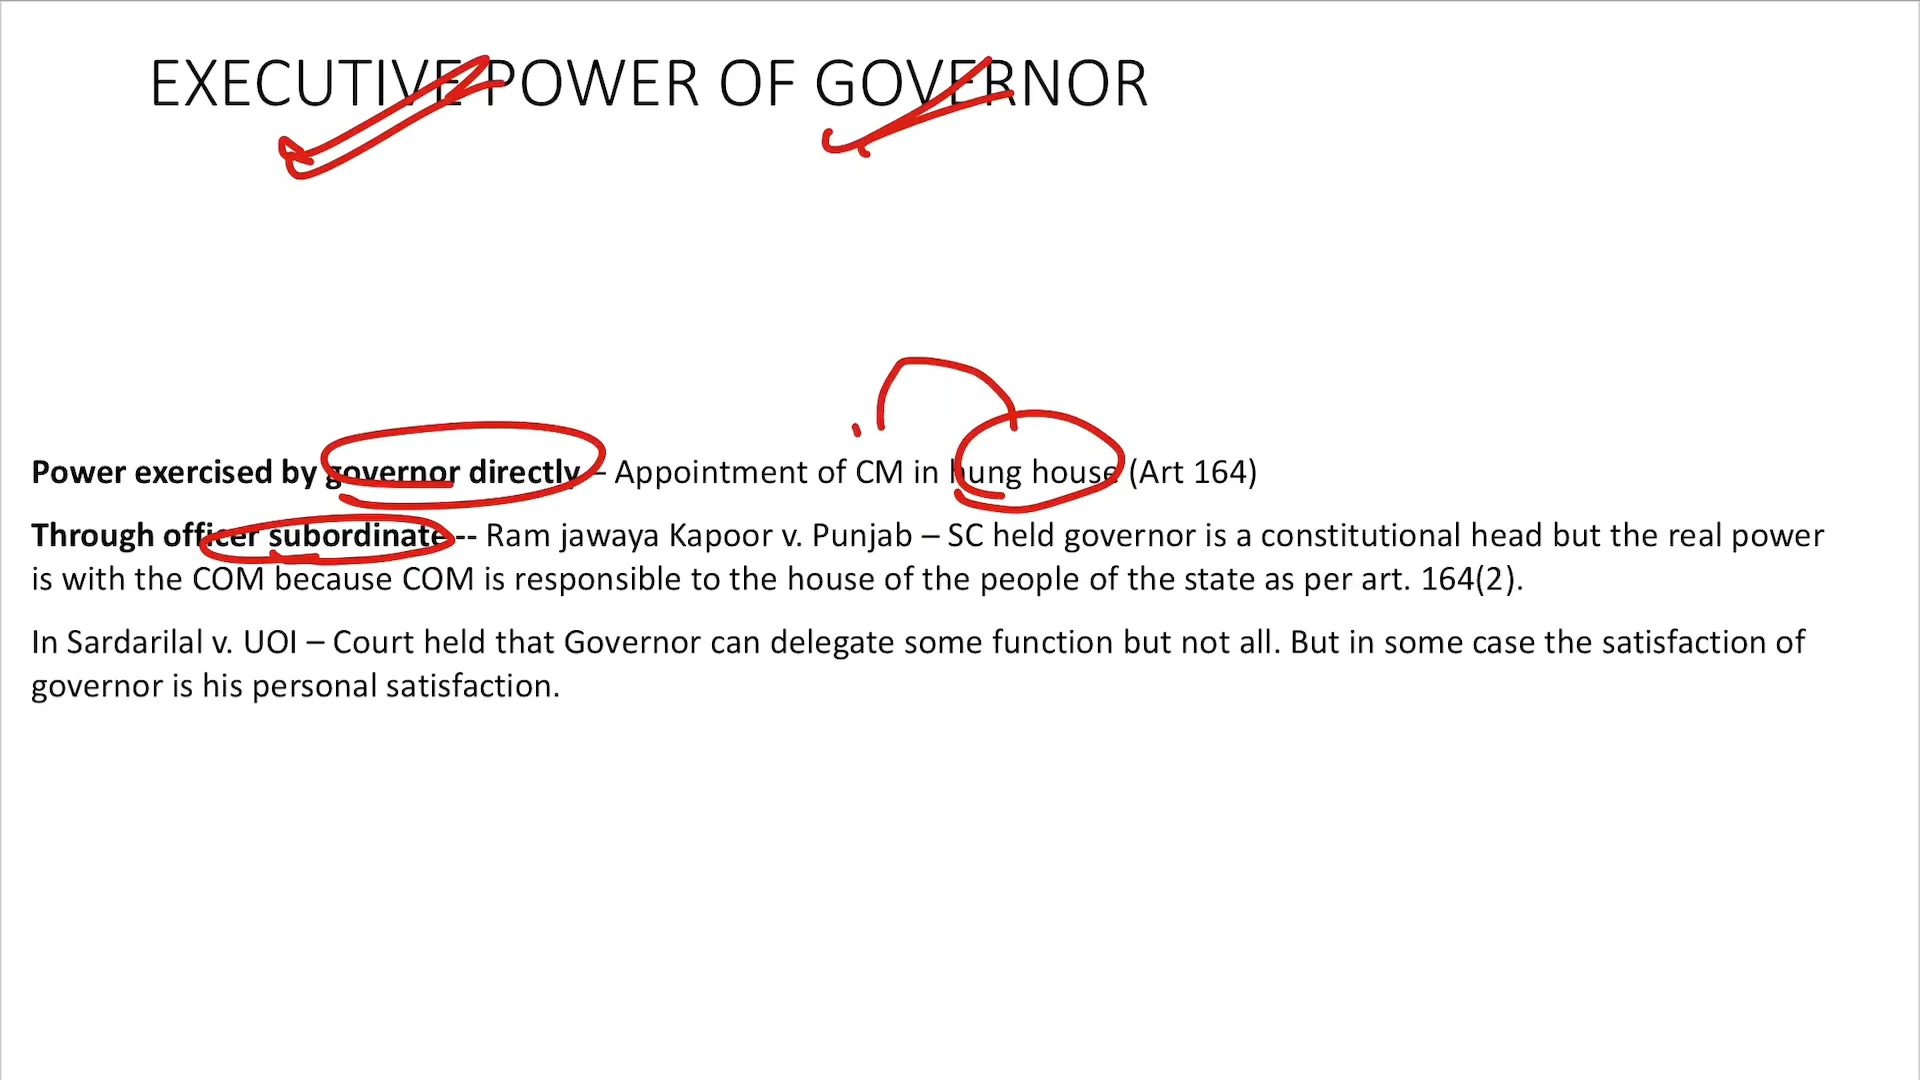 EXECUTIVE POWER OF GOVERNOR
Power exercised by governor directly – Appointment of CM in hung house (Art 164)
Through officer subordinate -- Ram jawaya Kapoor v. Punjab – SC held governor is a constitutional head but the real power
is with the COM because COM is responsible to the house of the people of the state as per art. 164(2).
In Sardarilal v. UOI – Court held that Governor can delegate some function but not all. But in some case the satisfaction of
governor is his personal satisfaction.